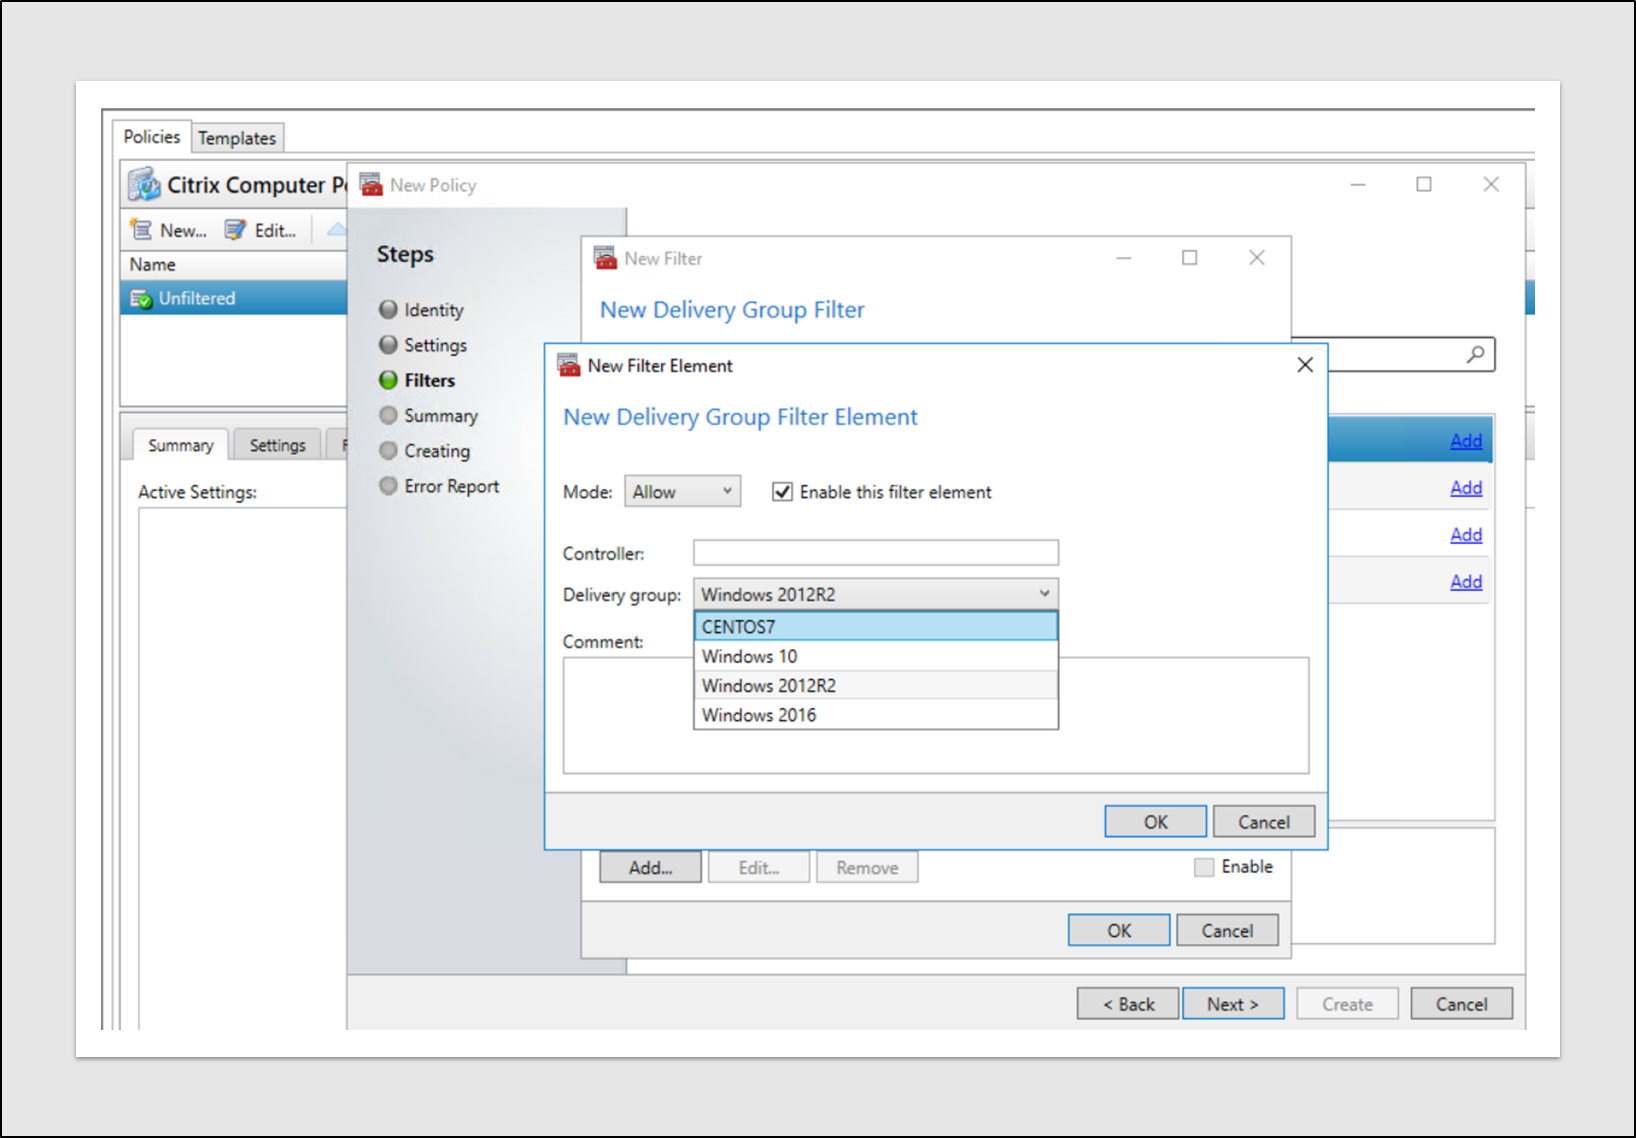 Policies Templates
Citrix Computer P
New Policy
New... Edit...
Name
Unfiltered
Steps
Identity
Settings
Filters
Summary
Creating
Error Report
New Filter
New Delivery Group Filter
New Filter Element
New Delivery Group Filter Element
Mode: Allow Enable this filter element
Controller:
Delivery group: Windows 2012R2
CENTOS7
Windows 10
Windows 2012R2
Windows 2016
Comment:
OK Cancel
Add
Add
Add
Add
Summary Settings
Active Settings:
Add... Edit... Remove Enable
OK Cancel
< Back Next > Create Cancel